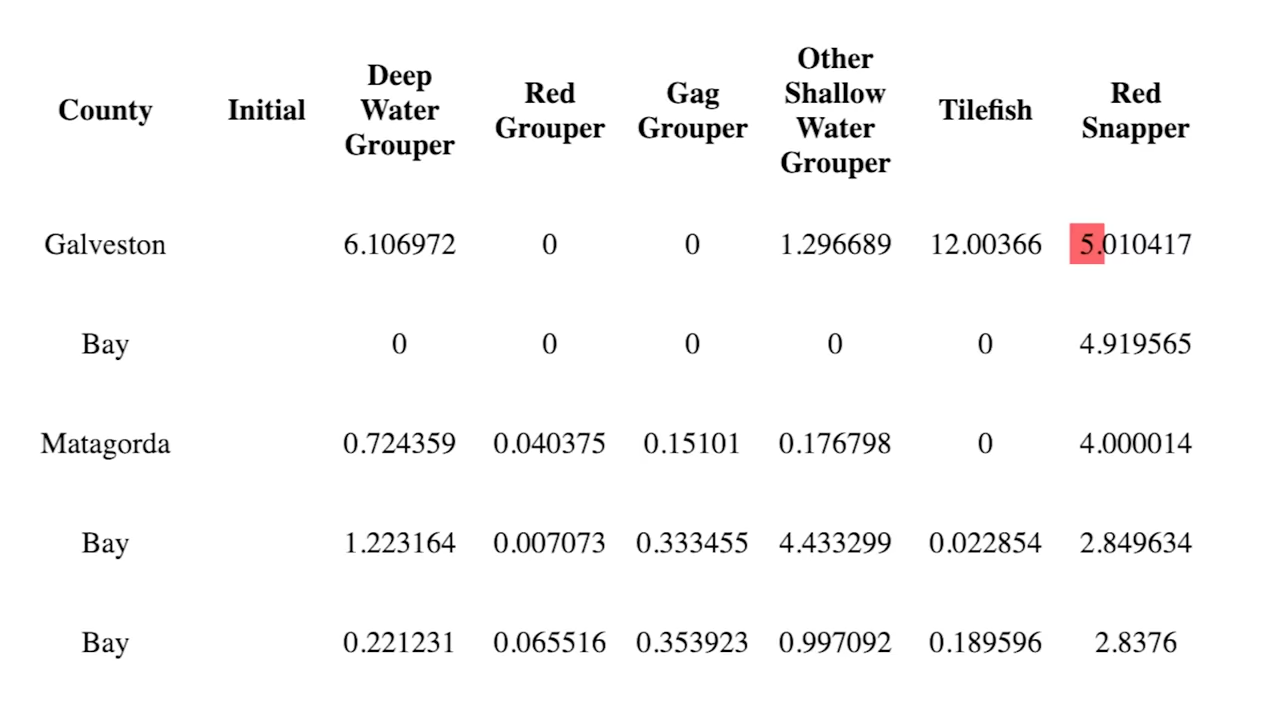 County Initial Deep Water Grouper Red Grouper Gag Grouper Other Shallow Water Grouper Tilefish Red Snapper
Galveston 6.106972 0 0 1.296689 12.00366 5.010417
Bay 0 0 0 0 0 4.919565
Matagorda 0.724359 0.040375 0.15101 0.176798 0 4.000014
Bay 1.223164 0.007073 0.333455 4.433299 0.022854 2.849634
Bay 0.221231 0.065516 0.353923 0.997092 0.189596 2.8376